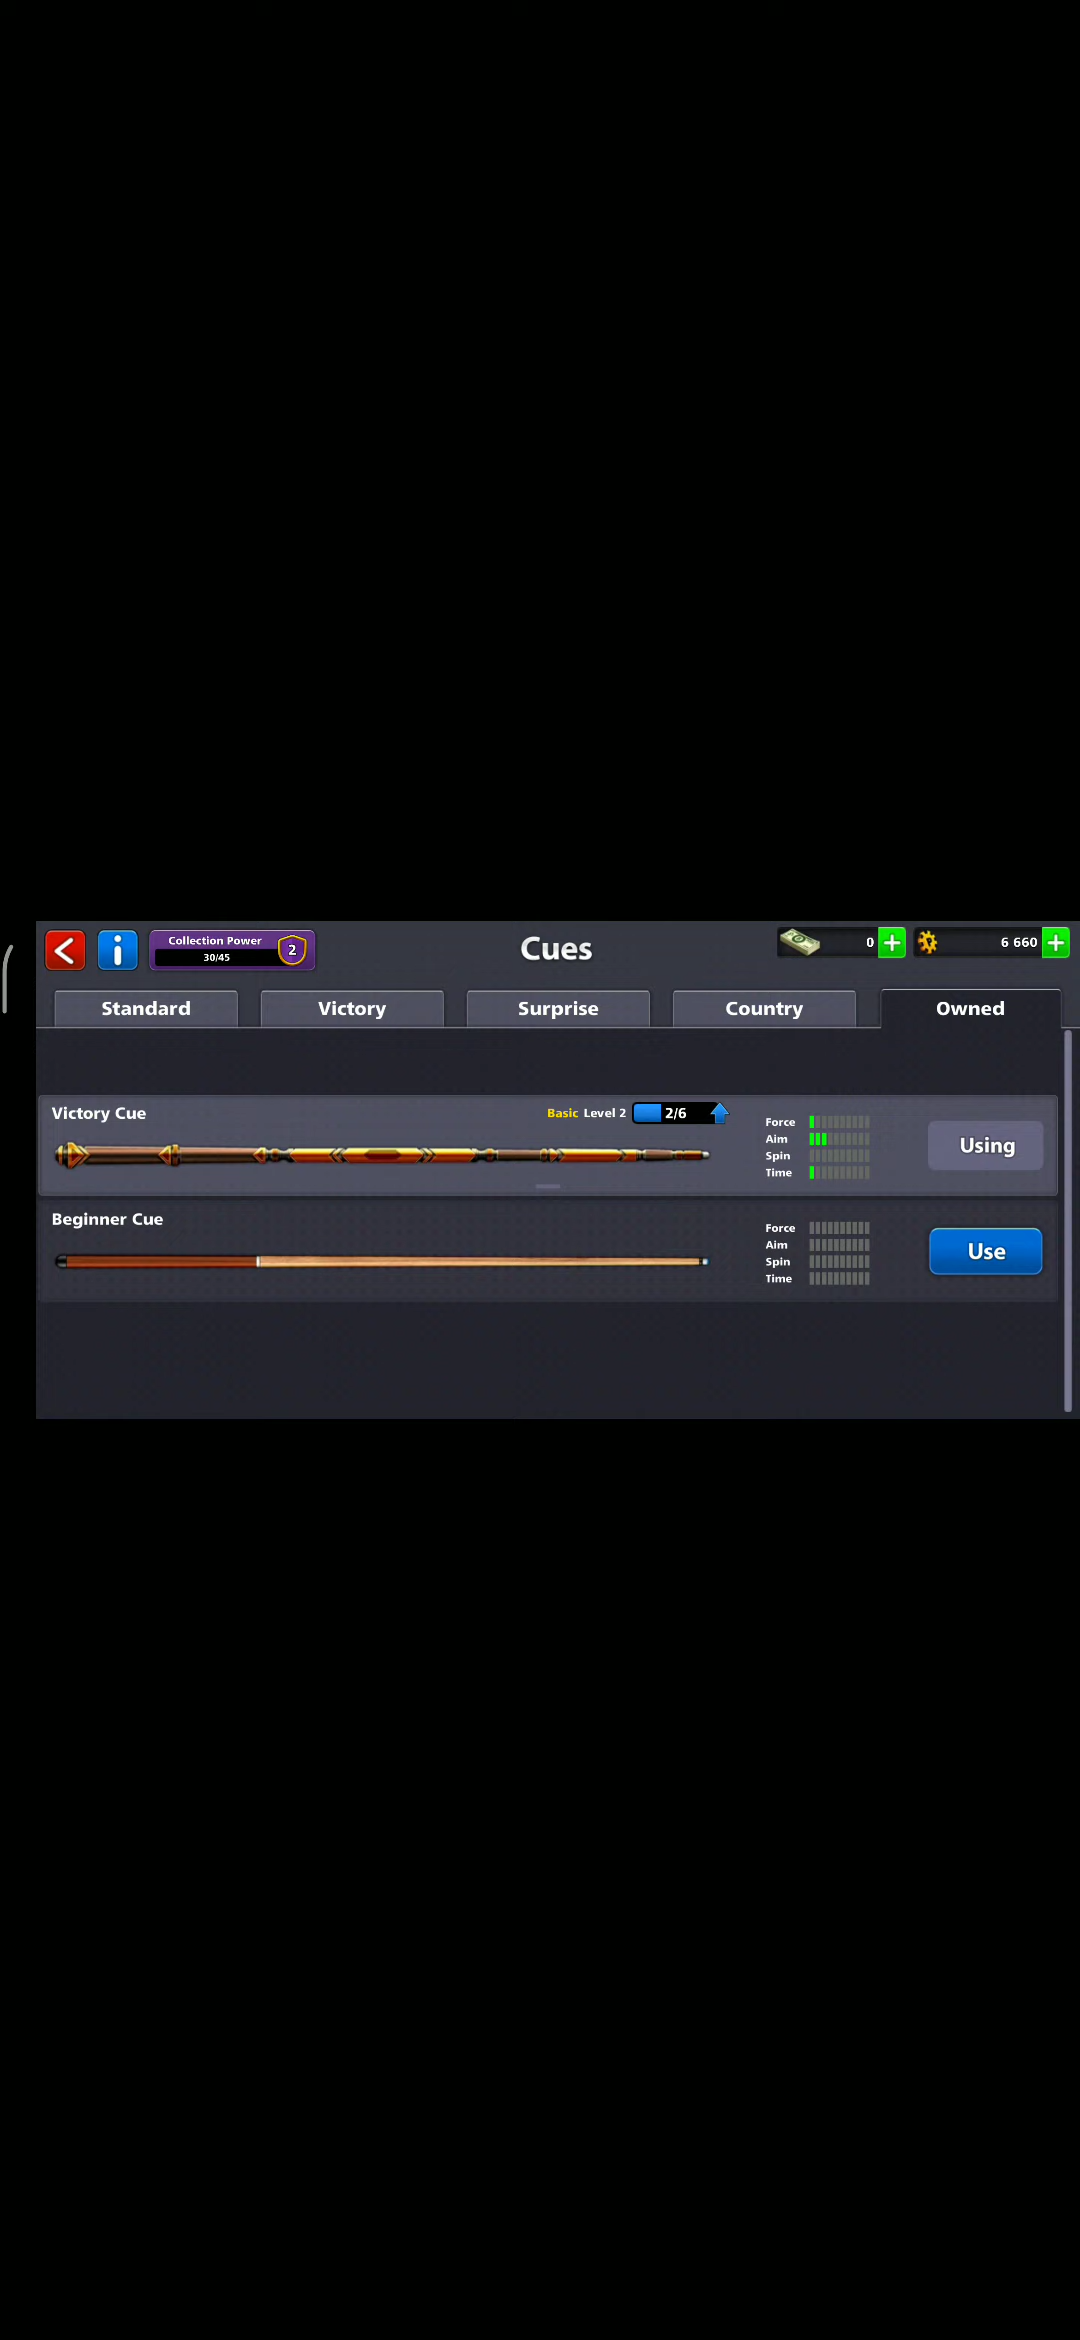 Collection Power
30/45
2
Cues
0
6 660
Standard
Victory
Surprise
Country
Owned
Victory Cue
Basic Level 2
2/6
Force
Aim
Spin
Time
Using
Beginner Cue
Force
Aim
Spin
Time
Use